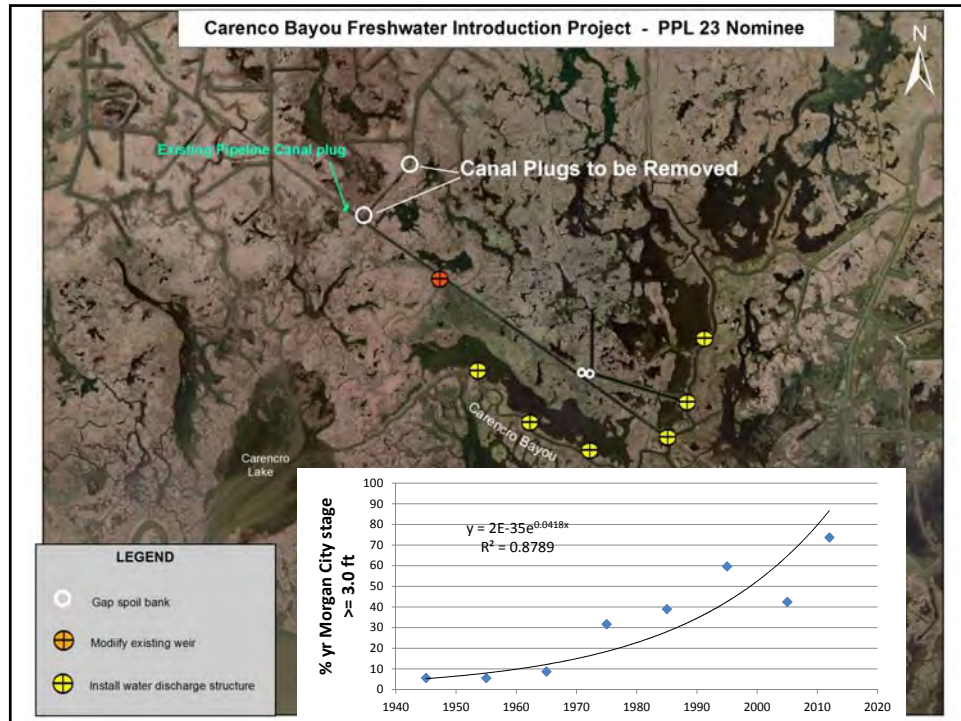 Carenco Bayou Freshwater Introduction Project - PPL 23 Nominee
N
Existing Pipeline Canal plug
Canal Plugs to be Removed
Carencro Bayou
Carencro
Lake
LEGEND
Gap spoil bank
Modiify existing weir
Install water discharge structure
% yr Morgan City stage
>= 3.0 ft
100
90
80
70
60
50
40
30
20
10
0
y = 2E-35e^0.0418x
R² = 0.8789
1940 1950 1960 1970 1980 1990 2000 2010 2020